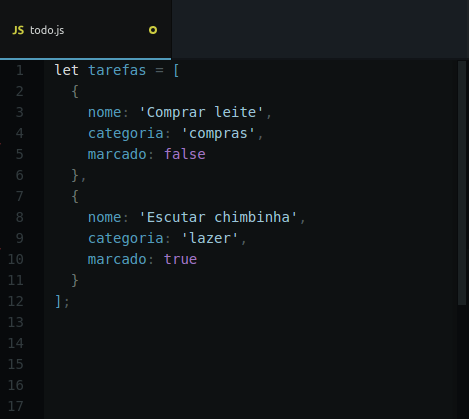 JS todo.js
1 let tarefas = [
2   {
3     nome: 'Comprar leite',
4     categoria: 'compras',
5     marcado: false
6   },
7   {
8     nome: 'Escutar chimbinha',
9     categoria: 'lazer',
10     marcado: true
11   }
12 ];
13
14
15
16
17